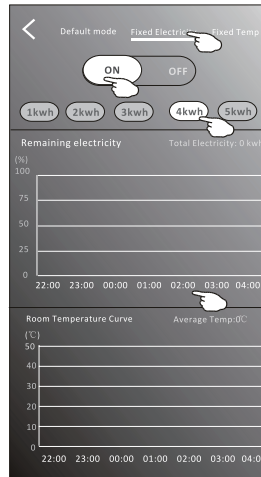 Default mode Fixed Electric Fixed Temp
ON OFF
1kwh 2kwh 3kwh 4kwh 5kwh
Remaining electricity Total Electricity: 0 kwh
(%)
100
75
50
25
0
22:00 23:00 00:00 01:00 02:00 03:00 04:00
Room Temperature Curve Average Temp:0℃
(℃)
50
40
30
20
10
0
22:00 23:00 00:00 01:00 02:00 03:00 04:0